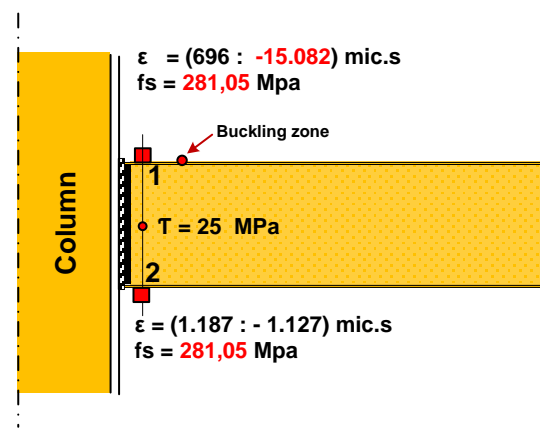 ε = (696 : -15.082) mic.s
fs = 281,05 Mpa
Buckling zone
1
Column
Ƭ = 25 MPa
2
ε = (1.187 : - 1.127) mic.s
fs = 281,05 Mpa